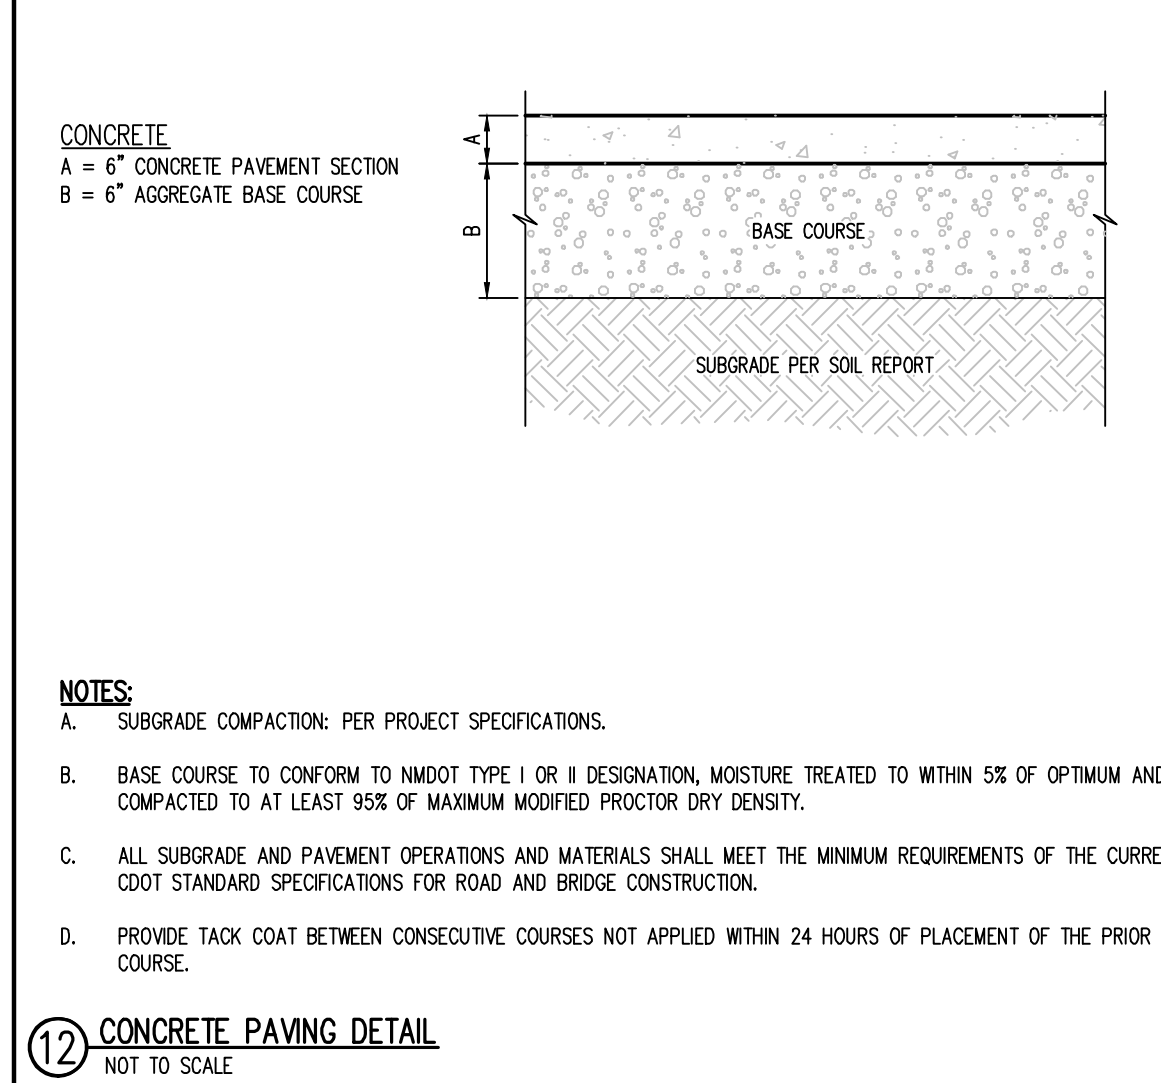 CONCRETE
A = 6" CONCRETE PAVEMENT SECTION
B = 6" AGGREGATE BASE COURSE
A
B
BASE COURSE
SUBGRADE PER SOIL REPORT
NOTES:
A. SUBGRADE COMPACTION: PER PROJECT SPECIFICATIONS.
B. BASE COURSE TO CONFORM TO NMDOT TYPE I OR II DESIGNATION, MOISTURE TREATED TO WITHIN 5% OF OPTIMUM AND
COMPACTED TO AT LEAST 95% OF MAXIMUM MODIFIED PROCTOR DRY DENSITY.
C. ALL SUBGRADE AND PAVEMENT OPERATIONS AND MATERIALS SHALL MEET THE MINIMUM REQUIREMENTS OF THE CURRE
CDOT STANDARD SPECIFICATIONS FOR ROAD AND BRIDGE CONSTRUCTION.
D. PROVIDE TACK COAT BETWEEN CONSECUTIVE COURSES NOT APPLIED WITHIN 24 HOURS OF PLACEMENT OF THE PRIOR
COURSE.
12 CONCRETE PAVING DETAIL
NOT TO SCALE